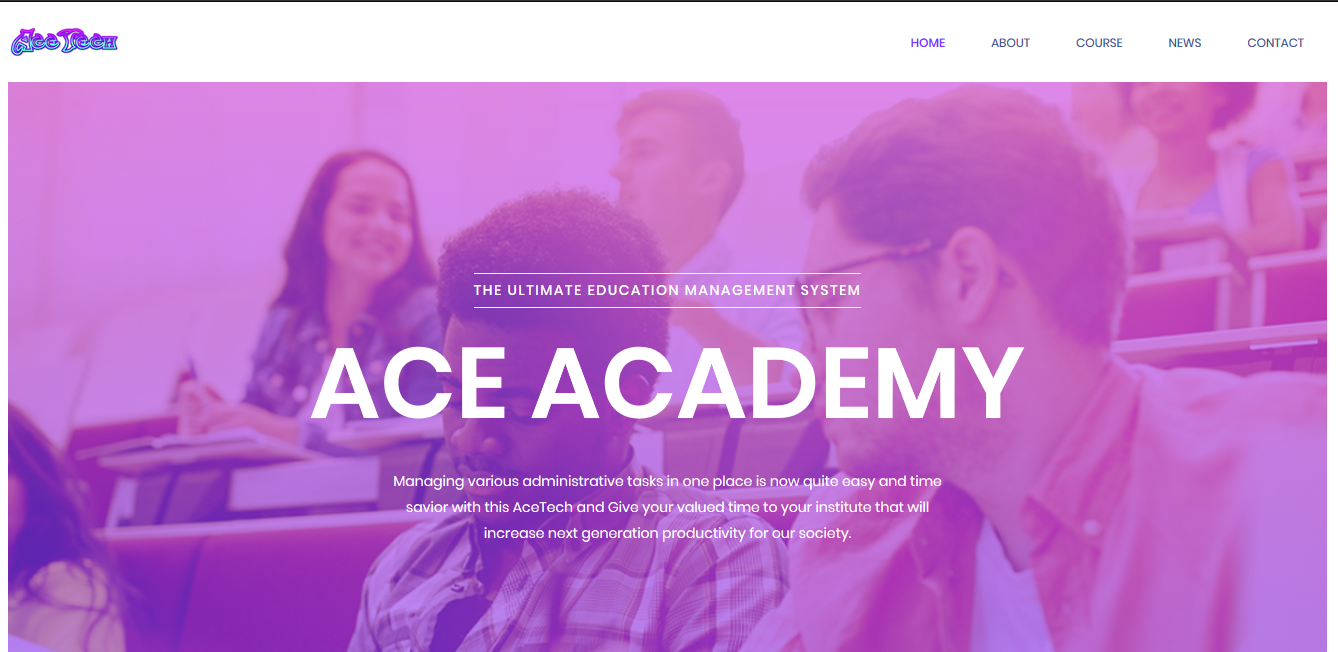 AceTech
HOME ABOUT COURSE NEWS CONTACT
THE ULTIMATE EDUCATION MANAGEMENT SYSTEM
ACE ACADEMY
Managing various administrative tasks in one place is now quite easy and time
savior with this AceTech and Give your valued time to your institute that will
increase next generation productivity for our society.